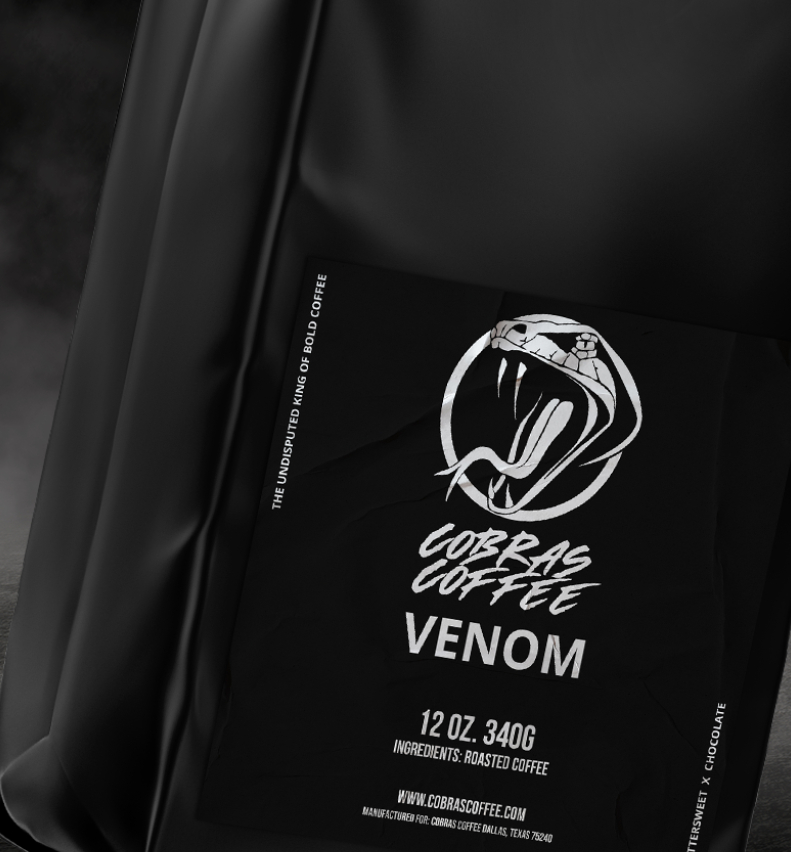 THE UNDISPUTED KING OF BOLD COFFEE
COBRAS
COFFEE
VENOM
12 OZ. 340G
INGREDIENTS: ROASTED COFFEE
WWW.COBRASCOFFEE.COM
MANUFACTURED FOR: COBRAS COFFEE DALLAS, TEXAS 75240
TTERSWEET X CHOCOLATE